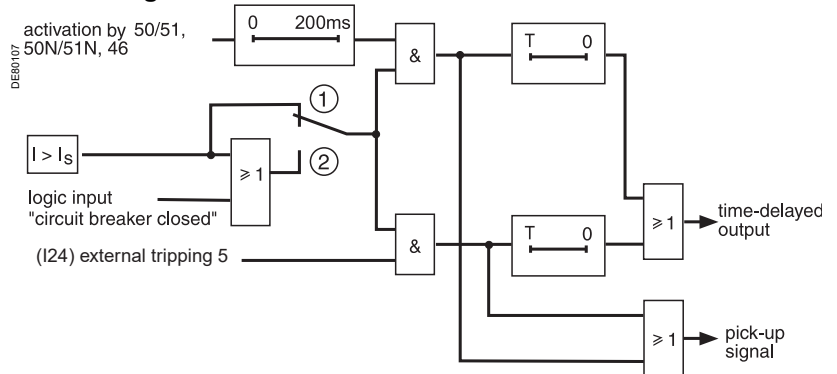 activation by 50/51,
50N/51N, 46
DE80107
0 200ms
&
T 0
1
2
I > Is
≥ 1
logic input
"circuit breaker closed"
(I24) external tripping 5
&
T 0
≥ 1
time-delayed
output
≥ 1
pick-up
signal